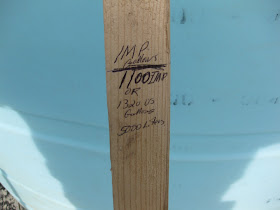 IMP
Gallons
1100 IMP
OR
1320 US
Gallons
5000 Liters